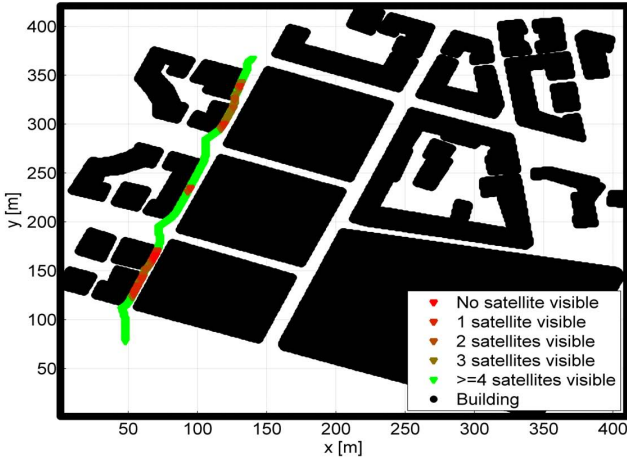 400
350
300
250
200
150
100
50
y [m]
50 100 150 200 250 300 350 400
x [m]
No satellite visible
1 satellite visible
2 satellites visible
3 satellites visible
>=4 satellites visible
Building